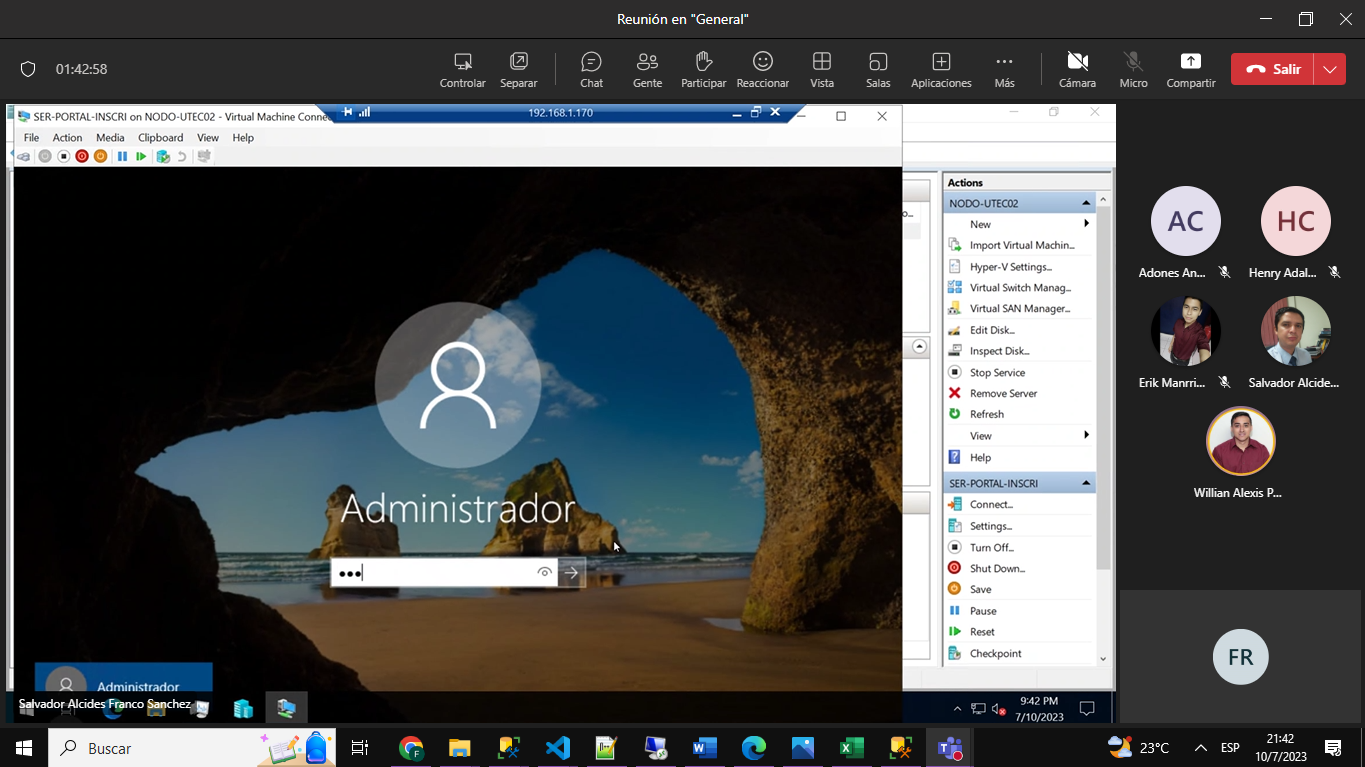 Reunión en "General"
01:42:58
Controlar
Separar
Chat
Gente
Participar
Reaccionar
Vista
Salas
Aplicaciones
Más
Cámara
Micro
Compartir
Salir
SER-PORTAL-INSCRI on NODO-UTEC02 - Virtual Machine Conne
192.168.1.170
File Action Media Clipboard View Help
Administrador
Administrador
Salvador Alcides Franco Sanchez
o...
Actions
NODO-UTEC02
New
Import Virtual Machin...
Hyper-V Settings...
Virtual Switch Manag...
Virtual SAN Manager...
Edit Disk...
Inspect Disk...
Stop Service
Remove Server
Refresh
View
Help
SER-PORTAL-INSCRI
Connect...
Settings...
Turn Off...
Shut Down...
Save
Pause
Reset
Checkpoint
9:42 PM
7/10/2023
AC
Adones An...
HC
Henry Adal...
Erik Manrri...
Salvador Alcide...
Willian Alexis P...
FR
Buscar
23°C
ESP
21:42
10/7/2023